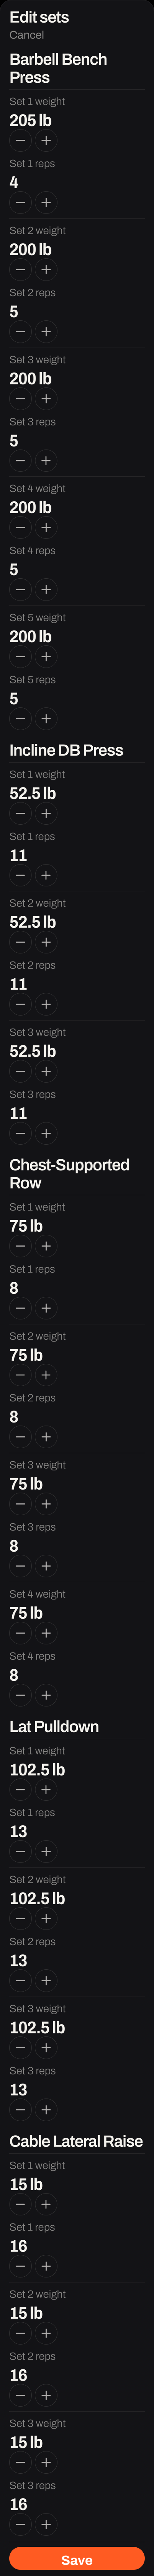 Edit sets
Cancel
Barbell Bench
Press
Set 1 weight
205 lb
Set 1 reps
4
Set 2 weight
200 lb
Set 2 reps
5
Set 3 weight
200 lb
Set 3 reps
5
Set 4 weight
200 lb
Set 4 reps
5
Set 5 weight
200 lb
Set 5 reps
5
Incline DB Press
Set 1 weight
52.5 lb
Set 1 reps
11
Set 2 weight
52.5 lb
Set 2 reps
11
Set 3 weight
52.5 lb
Set 3 reps
11
Chest-Supported
Row
Set 1 weight
75 lb
Set 1 reps
8
Set 2 weight
75 lb
Set 2 reps
8
Set 3 weight
75 lb
Set 3 reps
8
Set 4 weight
75 lb
Set 4 reps
8
Lat Pulldown
Set 1 weight
102.5 lb
Set 1 reps
13
Set 2 weight
102.5 lb
Set 2 reps
13
Set 3 weight
102.5 lb
Set 3 reps
13
Cable Lateral Raise
Set 1 weight
15 lb
Set 1 reps
16
Set 2 weight
15 lb
Set 2 reps
16
Set 3 weight
15 lb
Set 3 reps
16
Save